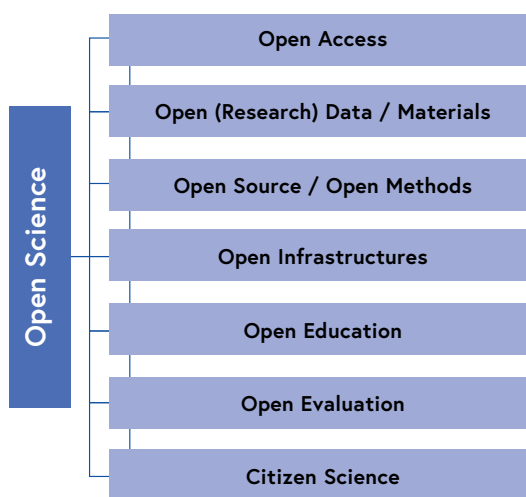 Open Science
Open Access
Open (Research) Data / Materials
Open Source / Open Methods
Open Infrastructures
Open Education
Open Evaluation
Citizen Science